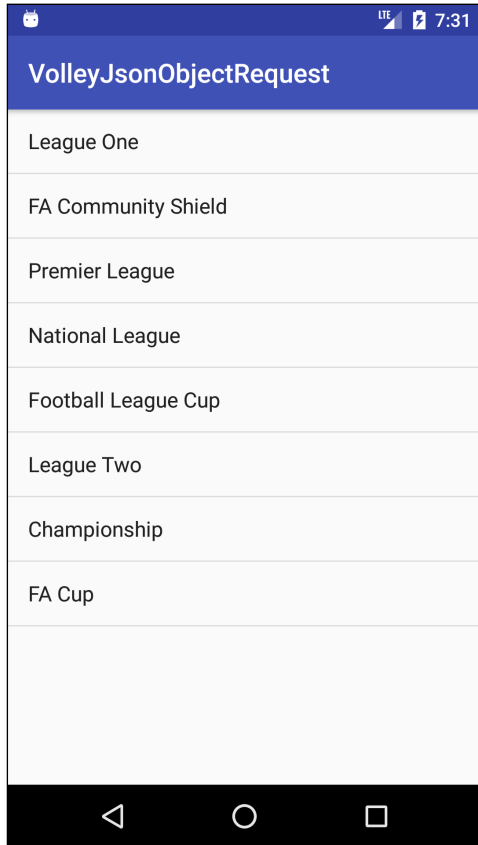 LTE 7:31
VolleyJsonObjectRequest
League One
FA Community Shield
Premier League
National League
Football League Cup
League Two
Championship
FA Cup